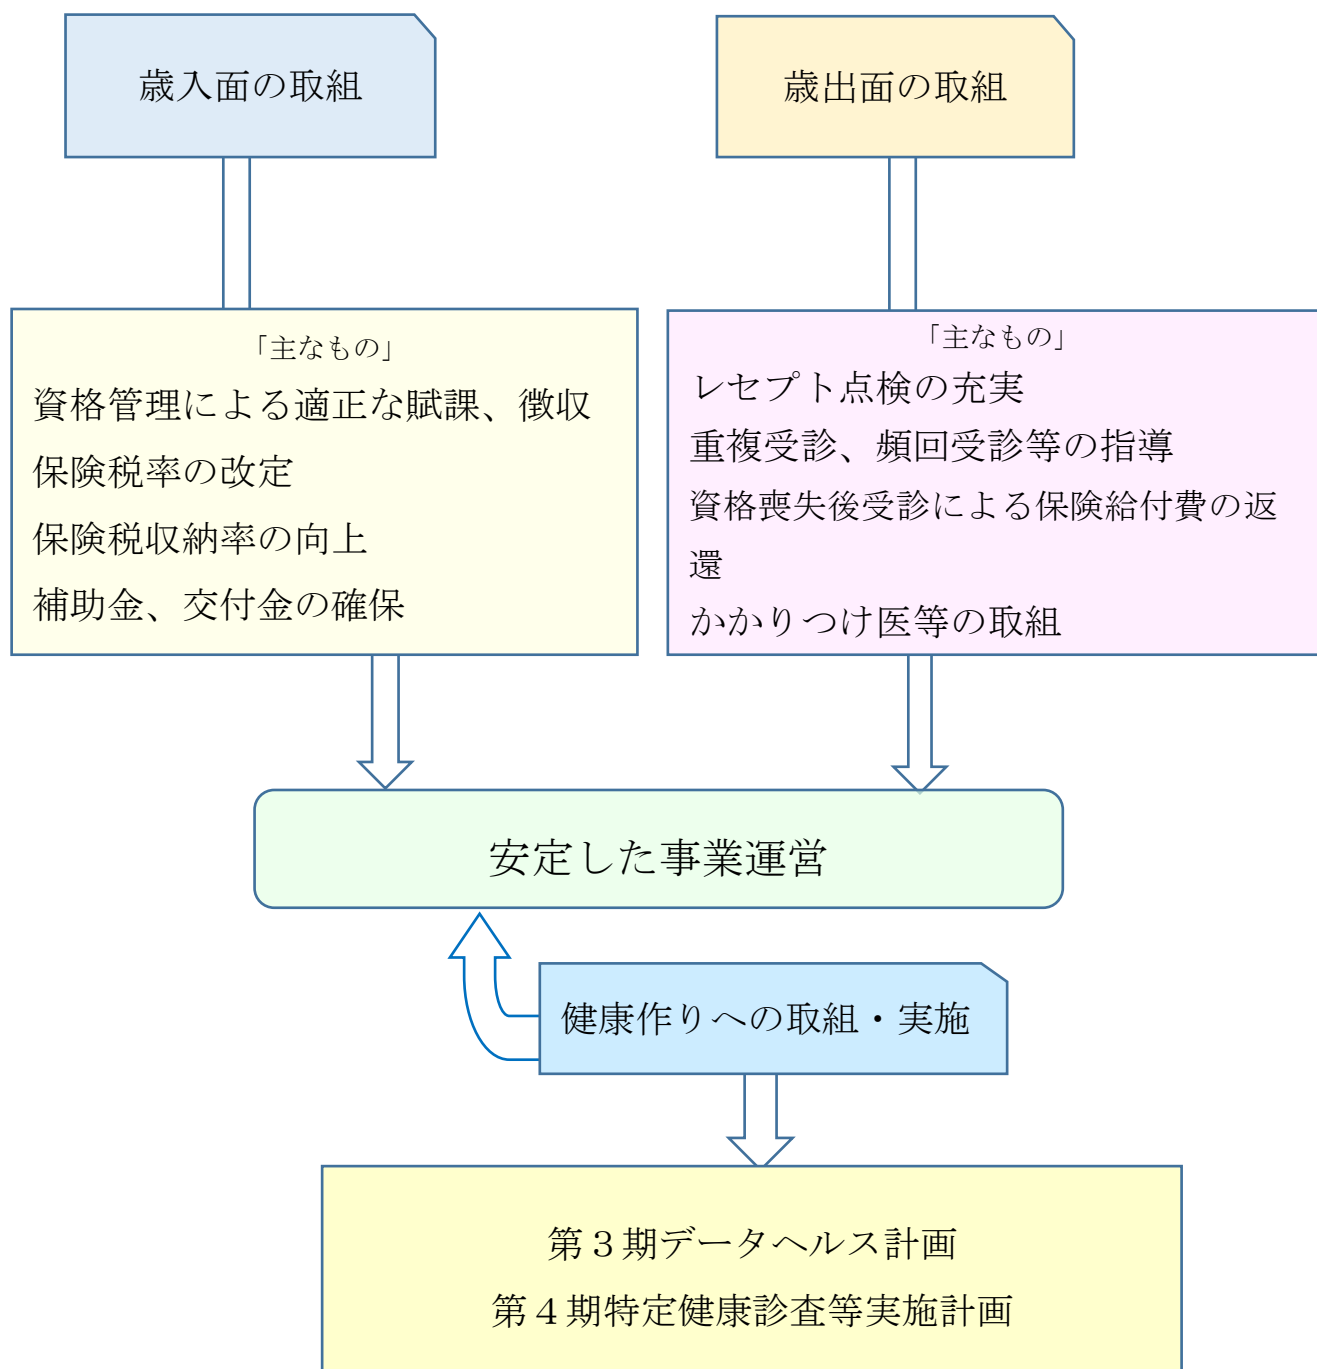 歳入面の取組
歳出面の取組
「主なもの」
資格管理による適正な賦課、徴収
保険税率の改定
保険税収納率の向上
補助金、交付金の確保
「主なもの」
レセプト点検の充実
重複受診、頻回受診等の指導
資格喪失後受診による保険給付費の返
還
かかりつけ医等の取組
安定した事業運営
健康作りへの取組・実施
第３期データヘルス計画
第４期特定健康診査等実施計画